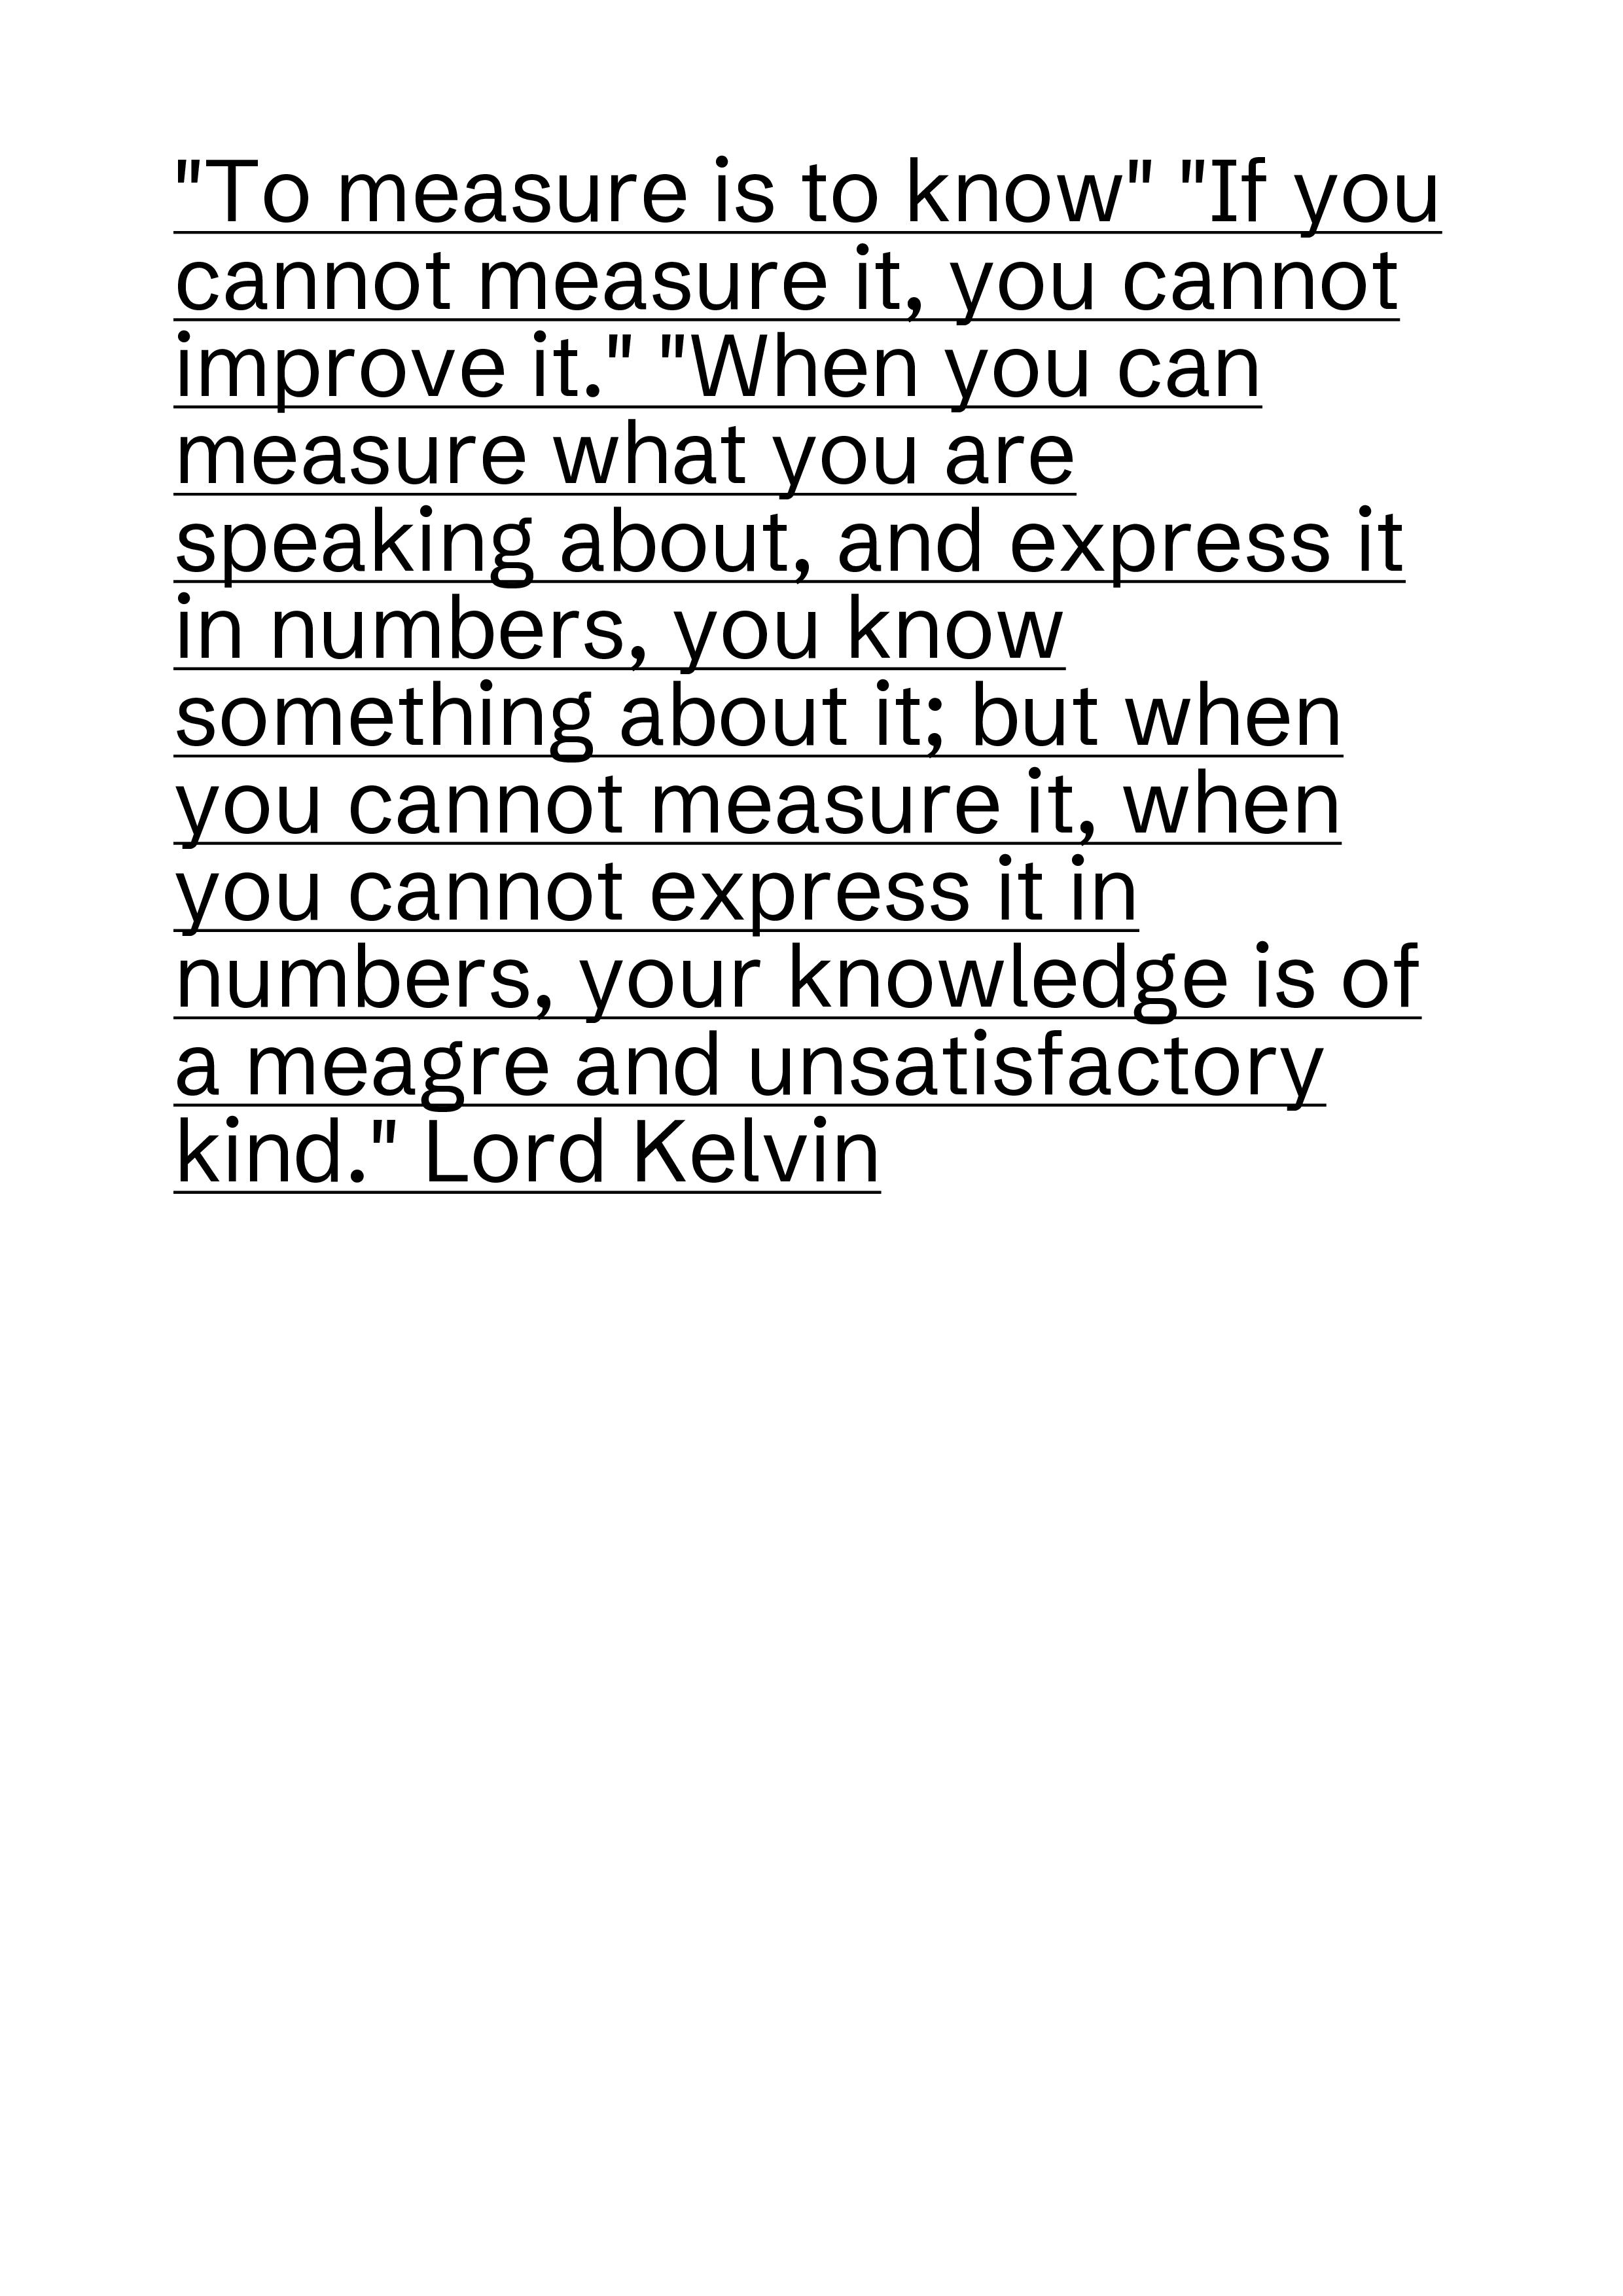 "To measure is to know" "If you
cannot measure it, you cannot
improve it." "When you can
measure what you are
speaking about, and express it
in numbers, you know
something about it; but when
you cannot measure it, when
you cannot express it in
numbers, your knowledge is of
a meagre and unsatisfactory
kind." Lord Kelvin